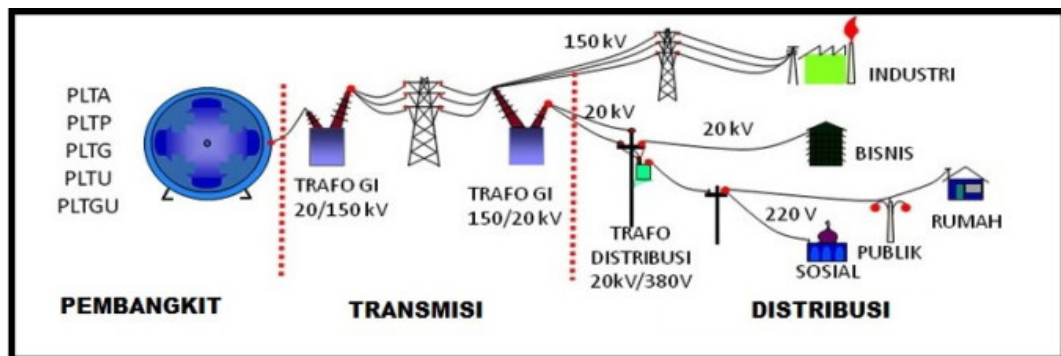 PLTA
PLTP
PLTG
PLTU
PLTGU
TRAFO GI
20/150 kV
TRAFO GI
150/20 kV
150 kV
INDUSTRI
20 kV
20 kV
BISNIS
TRAFO
DISTRIBUSI
20kV/380V
220 V
SOSIAL
PUBLIK
RUMAH
PEMBANGKIT
TRANSMISI
DISTRIBUSI